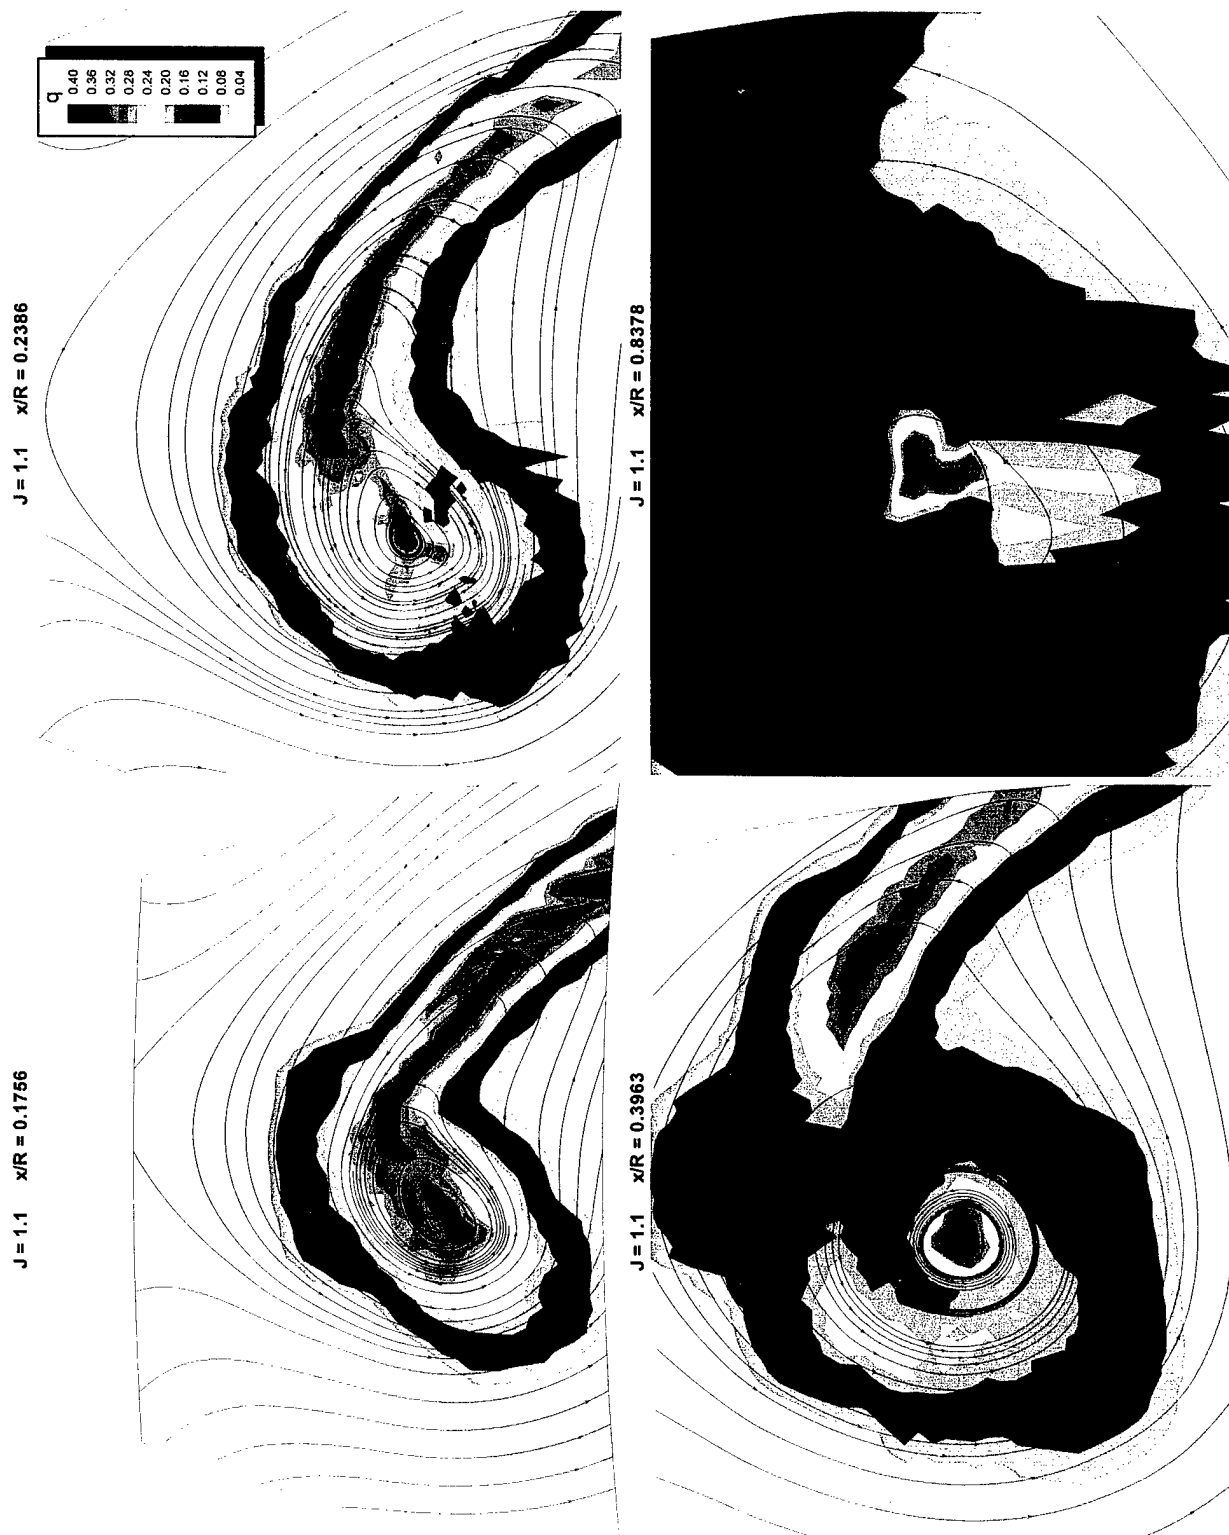 J = 1.1 x/R = 0.1756
J = 1.1 x/R = 0.2386
q
0.40
0.36
0.32
0.28
0.24
0.20
0.16
0.12
0.08
0.04
J = 1.1 x/R = 0.3963
J = 1.1 x/R = 0.8378